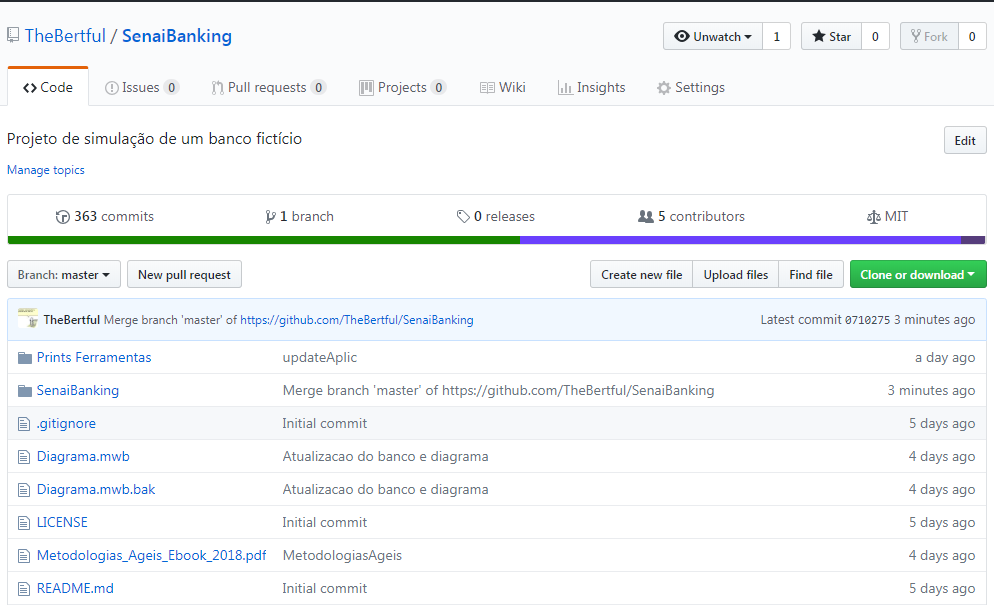 TheBertful / SenaiBanking
Unwatch 1 Star 0 Fork 0
Code Issues 0 Pull requests 0 Projects 0 Wiki Insights Settings
Projeto de simulação de um banco fictício
Edit
Manage topics
363 commits 1 branch 0 releases 5 contributors MIT
Branch: master New pull request Create new file Upload files Find file Clone or download
TheBertful Merge branch 'master' of https://github.com/TheBertful/SenaiBanking Latest commit 0710275 3 minutes ago
Prints Ferramentas updateAplic a day ago
SenaiBanking Merge branch 'master' of https://github.com/TheBertful/SenaiBanking 3 minutes ago
.gitignore Initial commit 5 days ago
Diagrama.mwb Atualizacao do banco e diagrama 4 days ago
Diagrama.mwb.bak Atualizacao do banco e diagrama 4 days ago
LICENSE Initial commit 5 days ago
Metodologias_Ageis_Ebook_2018.pdf MetodologiasAgeis 4 days ago
README.md Initial commit 5 days ago